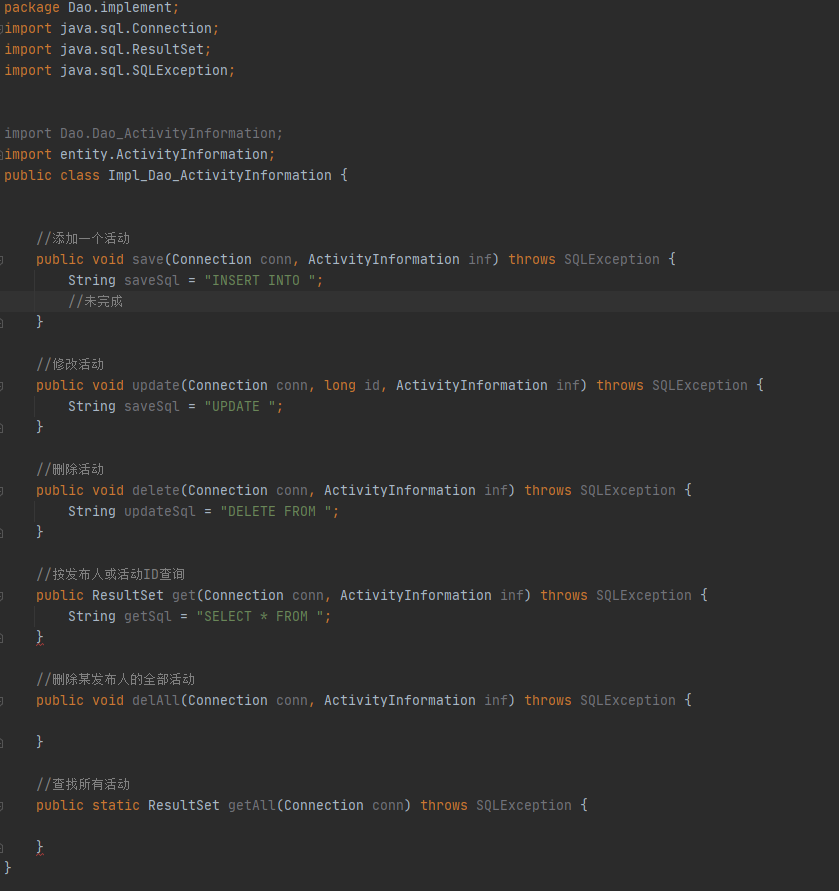 package Dao.implement;
import java.sql.Connection;
import java.sql.ResultSet;
import java.sql.SQLException;
import Dao.Dao_ActivityInformation;
import entity.ActivityInformation;
public class Impl_Dao_ActivityInformation {
//添加一个活动
public void save(Connection conn, ActivityInformation inf) throws SQLException {
String saveSql = "INSERT INTO ";
//未完成
}
//修改活动
public void update(Connection conn, long id, ActivityInformation inf) throws SQLException {
String saveSql = "UPDATE ";
}
//删除活动
public void delete(Connection conn, ActivityInformation inf) throws SQLException {
String updateSql = "DELETE FROM ";
}
//按发布人或活动ID查询
public ResultSet get(Connection conn, ActivityInformation inf) throws SQLException {
String getSql = "SELECT * FROM ";
}
//删除某发布人的全部活动
public void delAll(Connection conn, ActivityInformation inf) throws SQLException {
}
//查找所有活动
public static ResultSet getAll(Connection conn) throws SQLException {
}
}